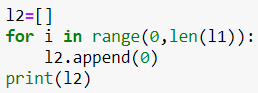 l2=[]
for i in range(0,len(l1)):
    l2.append(0)
print(l2)